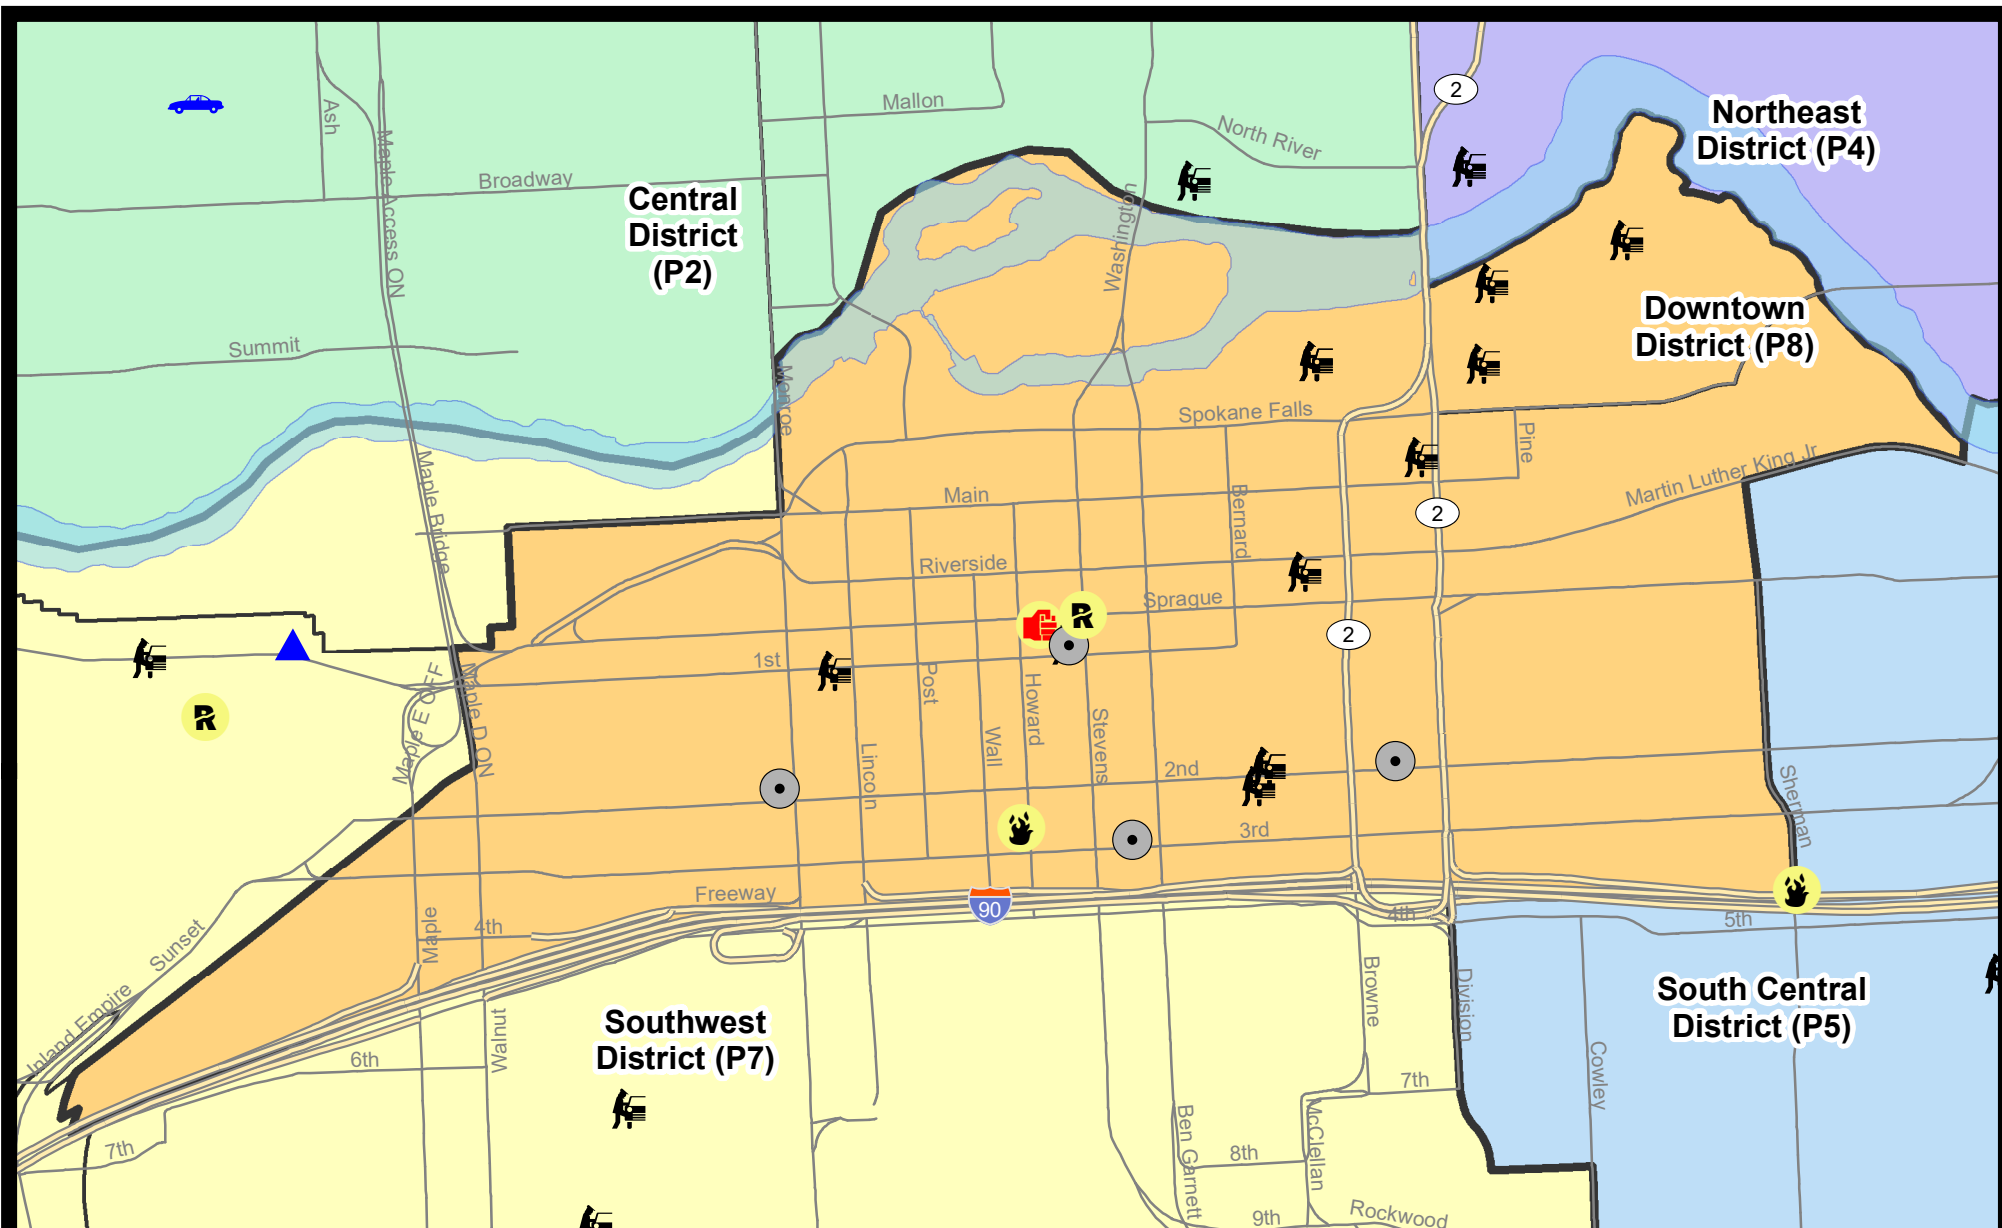 2
Northeast
District (P4)
Mallon
Ash
North River
Maple Access ON
Broadway
Central
District
(P2)
Washington
Downtown
District (P8)
Summit
Monroe
Spokane Falls
Pine
Martin Luther King Jr
Maple Bridge
Main
Bernard
2
Riverside
Sprague
2
1st
Maple E OFF
Maple D ON
Post
Howard
Wall
Stevens
Lincoln
2nd
Sherman
3rd
Freeway
90
4th
4th
5th
Maple
Sunset
Inland Empire
Browne
Division
South Central
District (P5)
Southwest
District (P7)
Walnut
6th
Cowley
7th
7th
Ben Garnett
McClellan
8th
9th
Rockwood
R
R